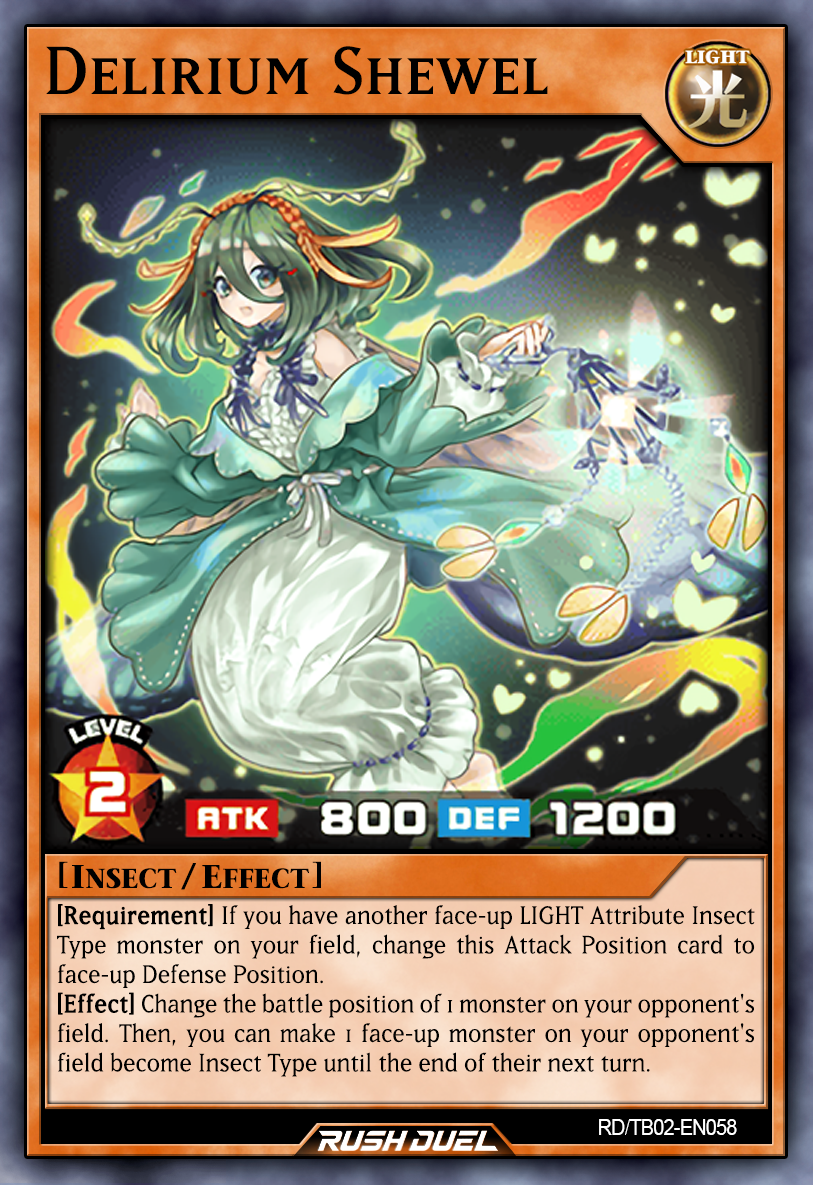 Delirium Shewel
LIGHT
光
LEVEL
2
ATK 800 DEF 1200
[Insect/Effect]
[Requirement] If you have another face-up LIGHT Attribute Insect
Type monster on your field, change this Attack Position card to
face-up Defense Position.
[Effect] Change the battle position of 1 monster on your opponent's
field. Then, you can make 1 face-up monster on your opponent's
field become Insect Type until the end of their next turn.
RD/TB02-EN058
RUSH DUEL